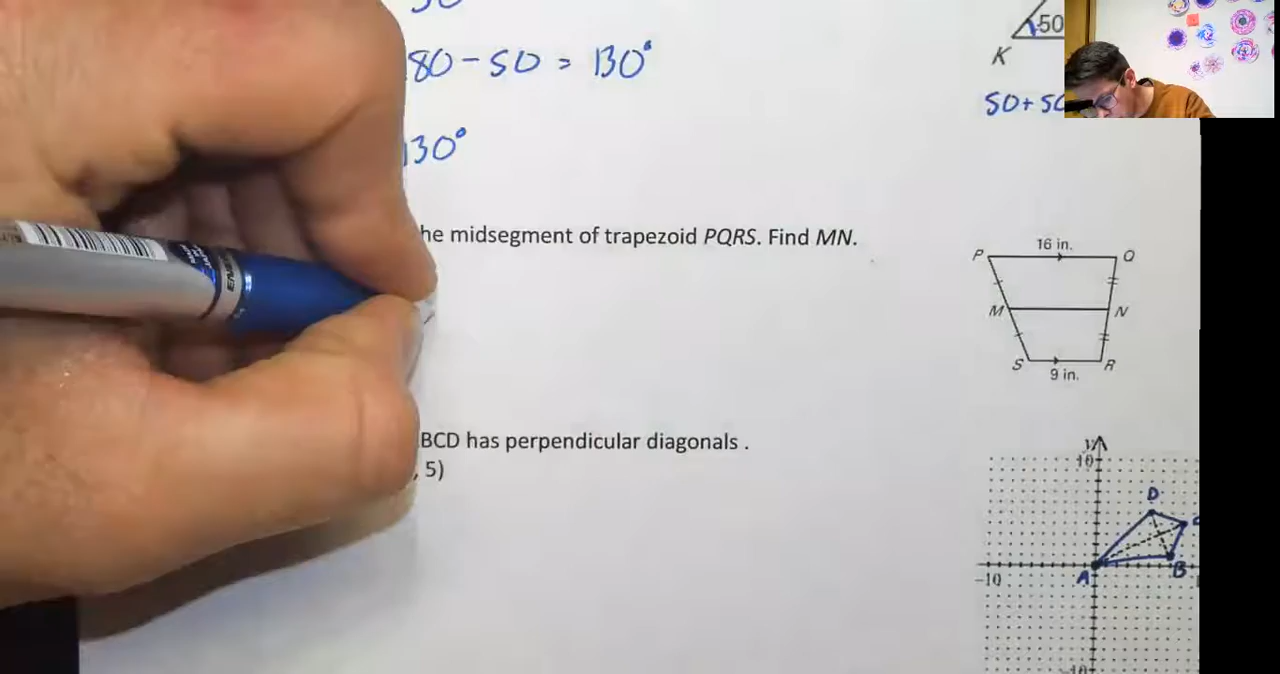 80 - 50 = 130°
130°
K
50
50 + 50
he midsegment of trapezoid PQRS. Find MN.
P
16 in.
Q
M
N
S
9 in.
R
BCD has perpendicular diagonals .
, 5)
y
10
D
A
B
-10